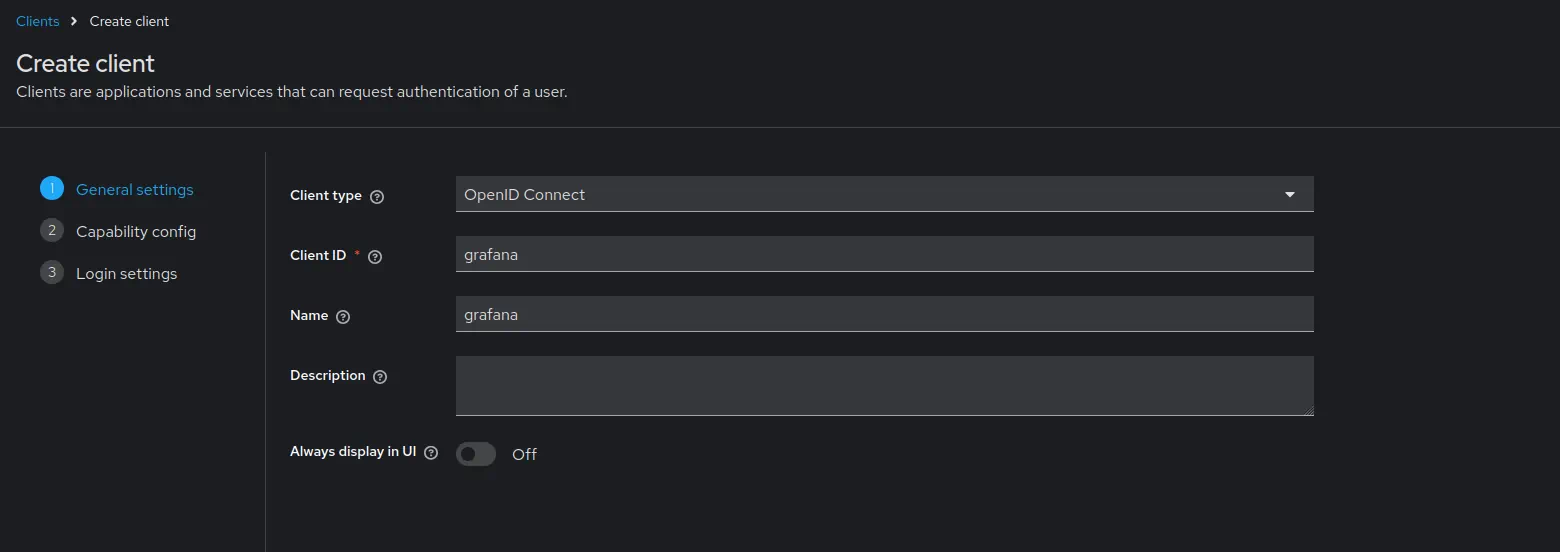 Clients > Create client
Create client
Clients are applications and services that can request authentication of a user.
1 General settings
2 Capability config
3 Login settings
Client type ? OpenID Connect
Client ID * ? grafana
Name ? grafana
Description ?
Always display in UI ? Off